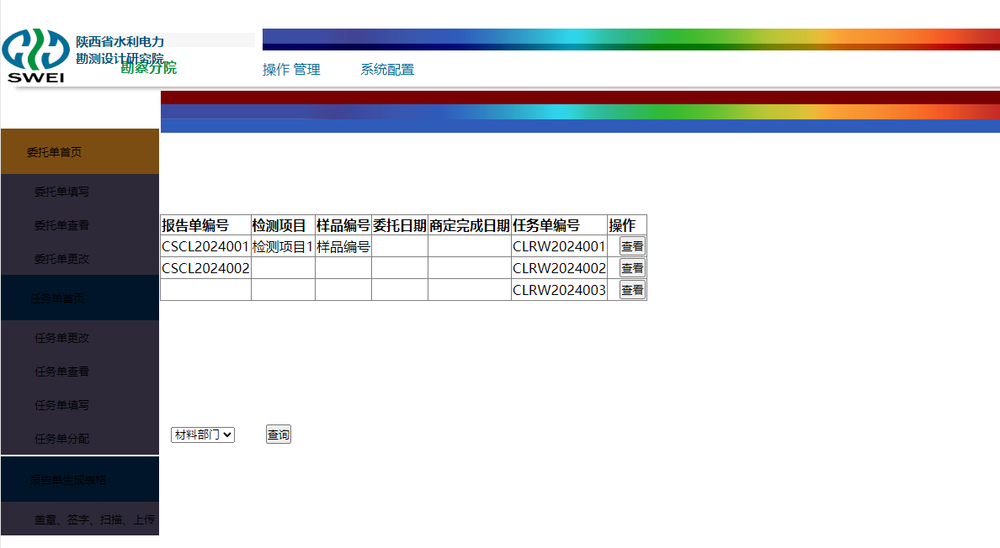 陕西省水利电力
勘测设计研究院
勘察分院
SWEI
操作 管理 系统配置
委托单首页
委托单填写
委托单查看
委托单更改
任务单首页
任务单更改
任务单查看
任务单填写
任务单分配
报告单生成表格
盖章、签字、扫描、上传
报告单编号 检测项目 样品编号 委托日期 商定完成日期 任务单编号 操作
CSCL2024001 检测项目1 样品编号 CLRW2024001 查看
CSCL2024002 CLRW2024002 查看
CLRW2024003 查看
材料部门 查询